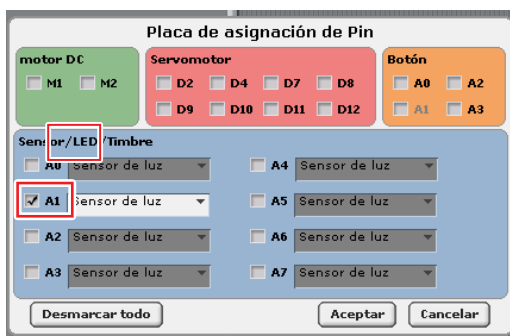 Placa de asignación de Pin
motor DC
M1 M2
Servomotor
D2 D4 D7 D8
D9 D10 D11 D12
Botón
A0 A2
A1 A3
Sensor/LED/Timbre
A0 Sensor de luz
A4 Sensor de luz
A1 Sensor de luz
A5 Sensor de luz
A2 Sensor de luz
A6 Sensor de luz
A3 Sensor de luz
A7 Sensor de luz
Desmarcar todo
Aceptar
Cancelar